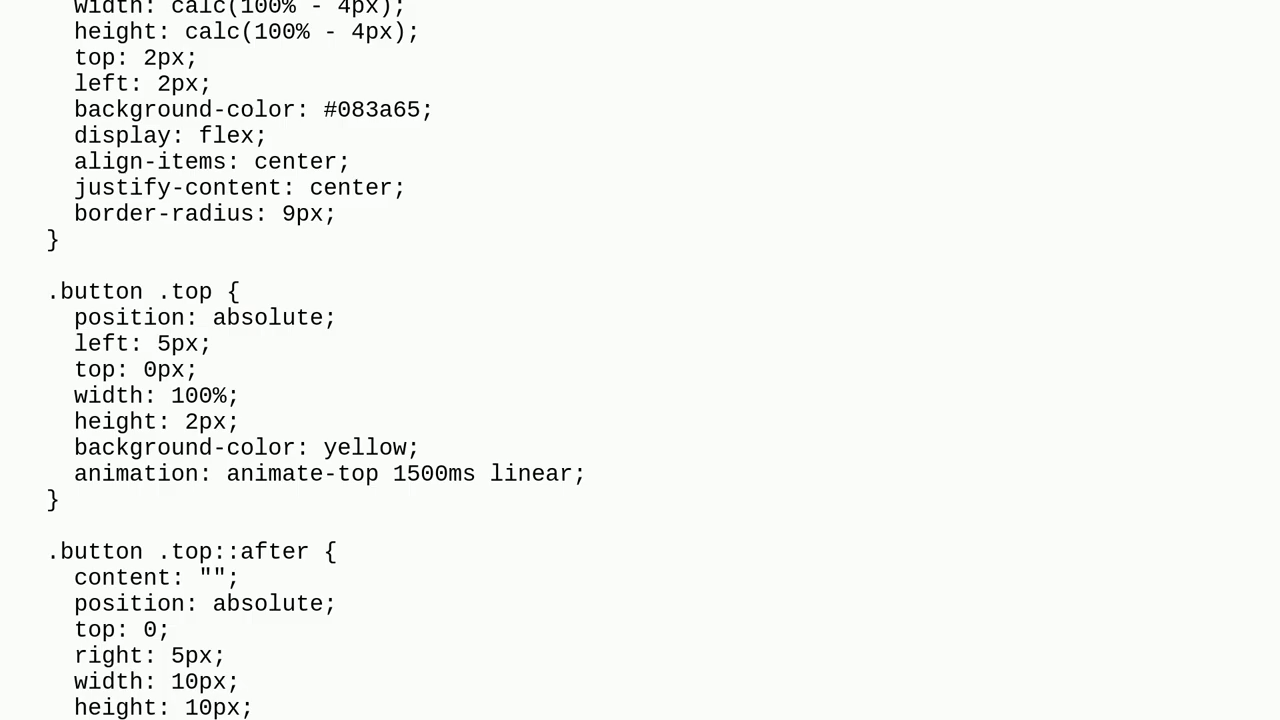 width: calc(100% - 4px);
height: calc(100% - 4px);
top: 2px;
left: 2px;
background-color: #083a65;
display: flex;
align-items: center;
justify-content: center;
border-radius: 9px;
}
.button .top {
position: absolute;
left: 5px;
top: 0px;
width: 100%;
height: 2px;
background-color: yellow;
animation: animate-top 1500ms linear;
}
.button .top::after {
content: "";
position: absolute;
top: 0;
right: 5px;
width: 10px;
height: 10px;